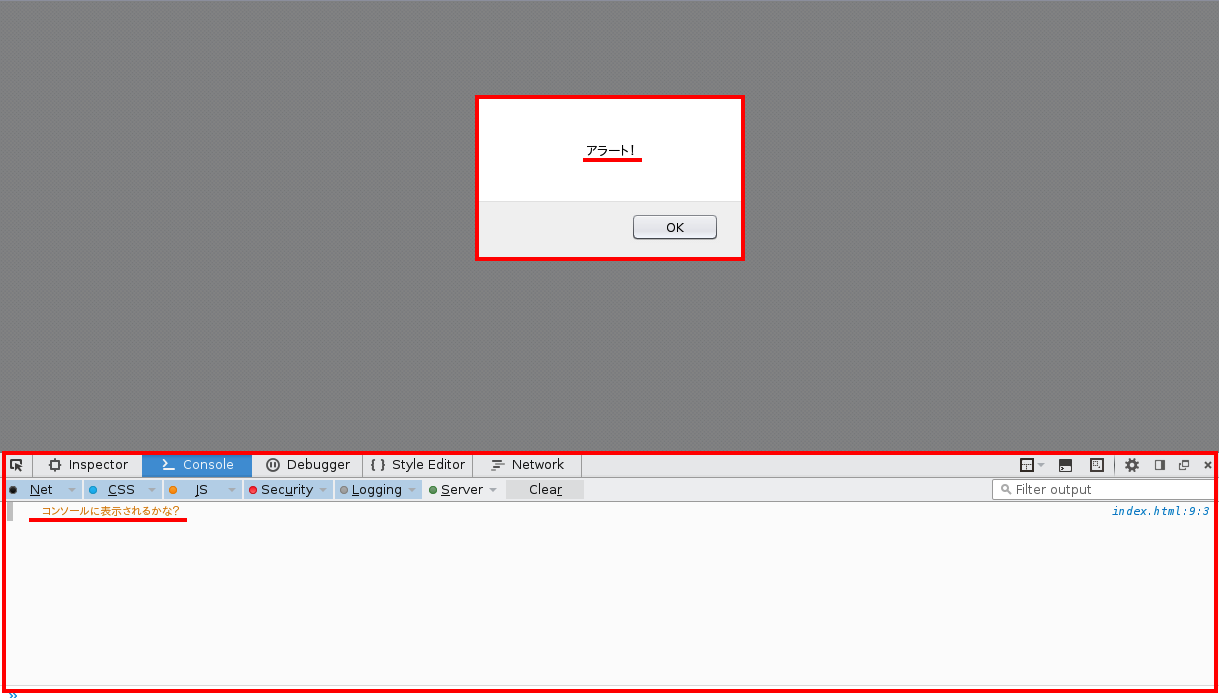 アラート!
OK
Inspector Console Debugger { } Style Editor Network
Net CSS JS Security Logging Server Clear Filter output
コンソールに表示されるかな? index.html:9:3
»